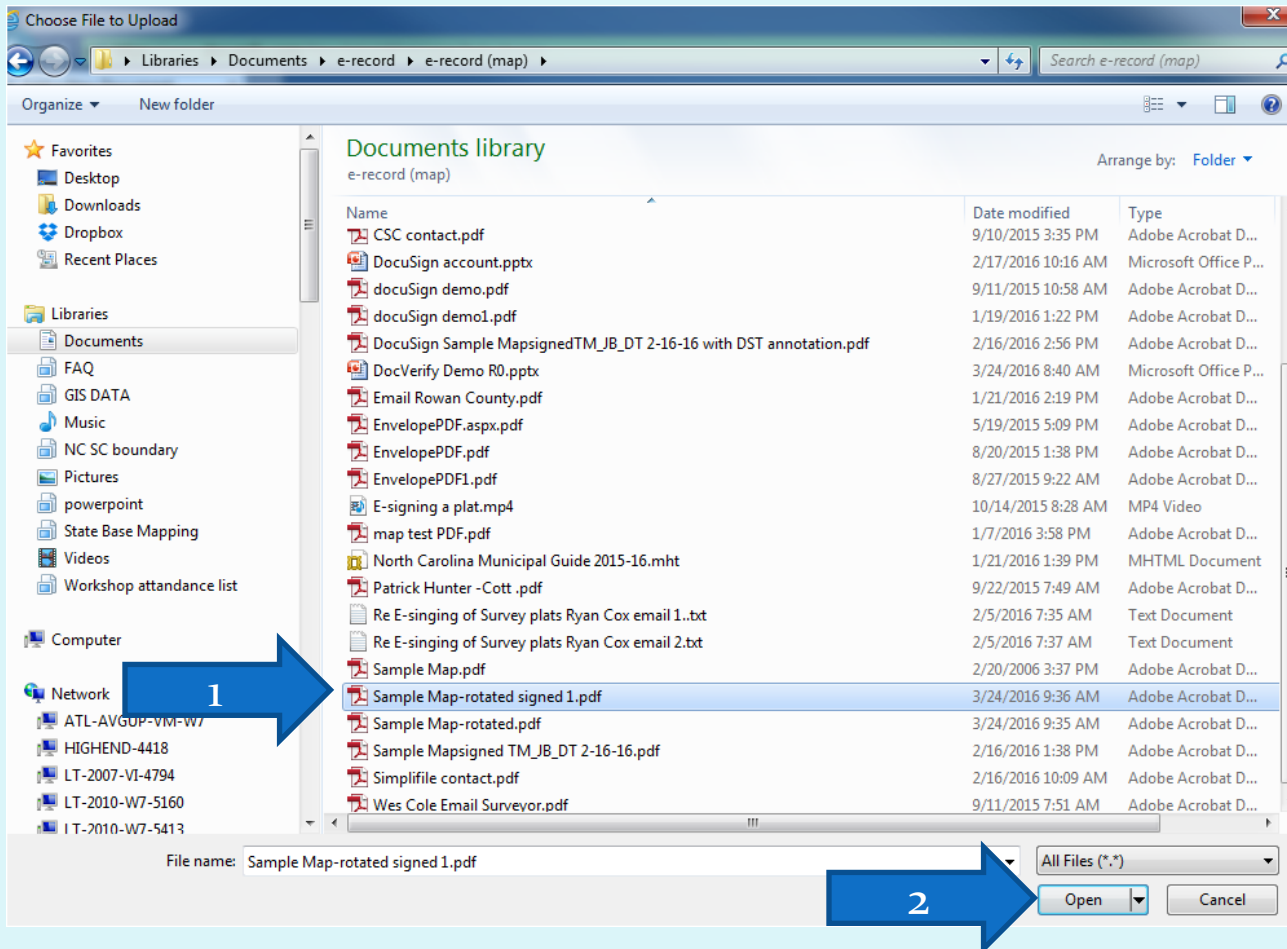 Choose File to Upload
Libraries Documents e-record e-record (map)
Search e-record (map)
Organize New folder
Favorites
Desktop
Downloads
Dropbox
Recent Places
Libraries
Documents
FAQ
GIS DATA
Music
NC SC boundary
Pictures
powerpoint
State Base Mapping
Videos
Workshop attandance list
Computer
Network
ATL-AVGUP-VM-W7
HIGHEND-4418
LT-2007-VI-4794
LT-2010-W7-5160
LT-2010-W7-5413
Documents library
e-record (map)
Arrange by: Folder
Name Date modified Type
CSC contact.pdf 9/10/2015 3:35 PM Adobe Acrobat D...
DocuSign account.pptx 2/17/2016 10:16 AM Microsoft Office P...
docuSign demo.pdf 9/11/2015 10:58 AM Adobe Acrobat D...
docuSign demo1.pdf 1/19/2016 1:22 PM Adobe Acrobat D...
DocuSign Sample MapsignedTM_JB_DT 2-16-16 with DST annotation.pdf 2/16/2016 2:56 PM Adobe Acrobat D...
DocVerify Demo R0.pptx 3/24/2016 8:40 AM Microsoft Office P...
Email Rowan County.pdf 1/21/2016 2:19 PM Adobe Acrobat D...
EnvelopePDF.aspx.pdf 5/19/2015 5:09 PM Adobe Acrobat D...
EnvelopePDF.pdf 8/20/2015 1:38 PM Adobe Acrobat D...
EnvelopePDF1.pdf 8/27/2015 9:22 AM Adobe Acrobat D...
E-signing a plat.mp4 10/14/2015 8:28 AM MP4 Video
map test PDF.pdf 1/7/2016 3:58 PM Adobe Acrobat D...
North Carolina Municipal Guide 2015-16.mht 1/21/2016 1:39 PM MHTML Document
Patrick Hunter -Cott .pdf 9/22/2015 7:49 AM Adobe Acrobat D...
Re E-singing of Survey plats Ryan Cox email 1..txt 2/5/2016 7:35 AM Text Document
Re E-singing of Survey plats Ryan Cox email 2.txt 2/5/2016 7:37 AM Text Document
Sample Map.pdf 2/20/2006 3:37 PM Adobe Acrobat D...
1
Sample Map-rotated signed 1.pdf 3/24/2016 9:36 AM Adobe Acrobat D...
Sample Map-rotated.pdf 3/24/2016 9:35 AM Adobe Acrobat D...
Sample Mapsigned TM_JB_DT 2-16-16.pdf 2/16/2016 1:38 PM Adobe Acrobat D...
Simplifile contact.pdf 2/16/2016 10:09 AM Adobe Acrobat D...
Wes Cole Email Surveyor.pdf 9/11/2015 7:51 AM Adobe Acrobat D...
File name: Sample Map-rotated signed 1.pdf All Files (*.*)
2
Open Cancel